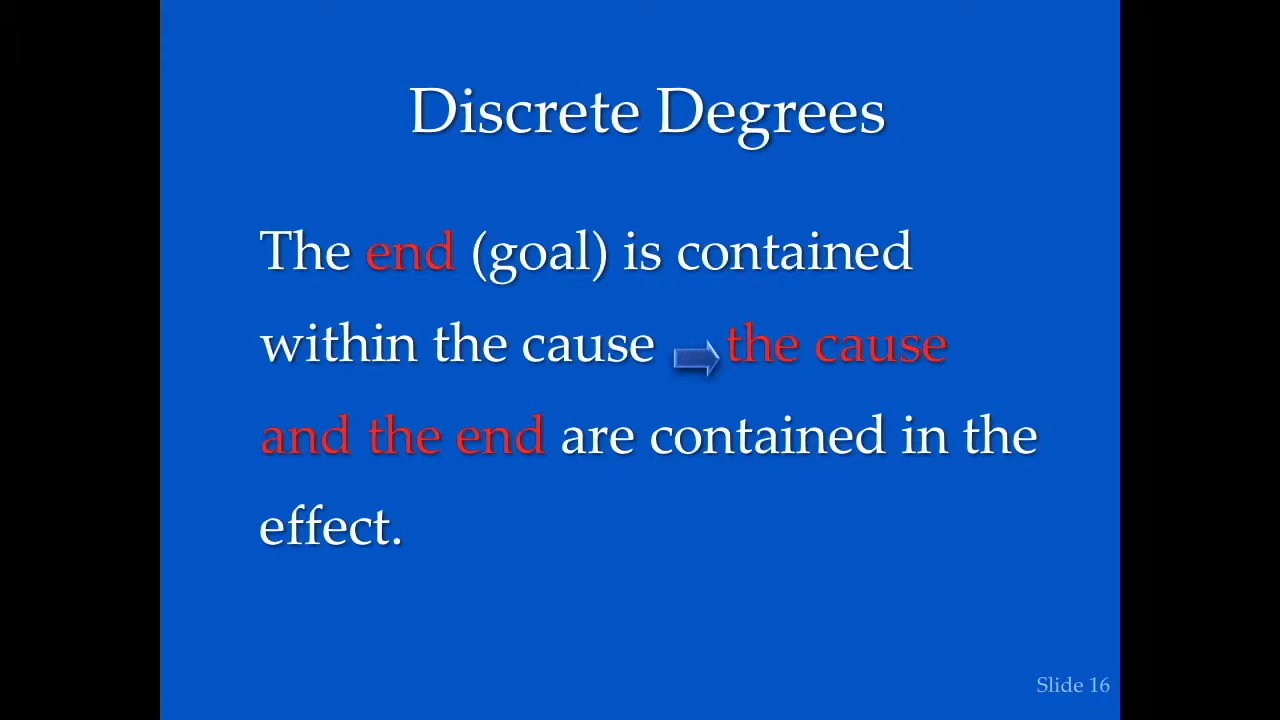 Discrete Degrees
The end (goal) is contained
within the cause the cause
and the end are contained in the
effect.
Slide 16